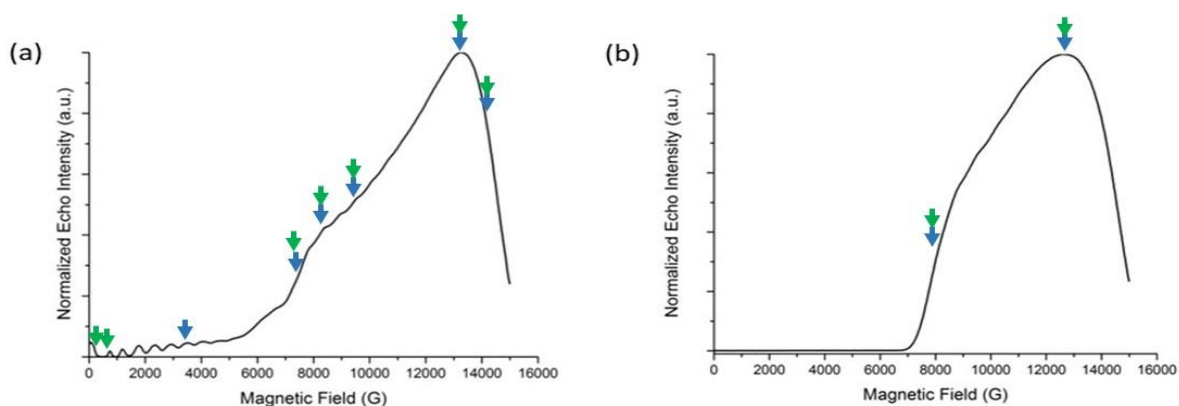 (a)
Normalized Echo Intensity (a.u.)
0 2000 4000 6000 8000 10000 12000 14000 16000
Magnetic Field (G)
(b)
Normalized Echo Intensity (a.u.)
0 2000 4000 6000 8000 10000 12000 14000 16000
Magnetic Field (G)